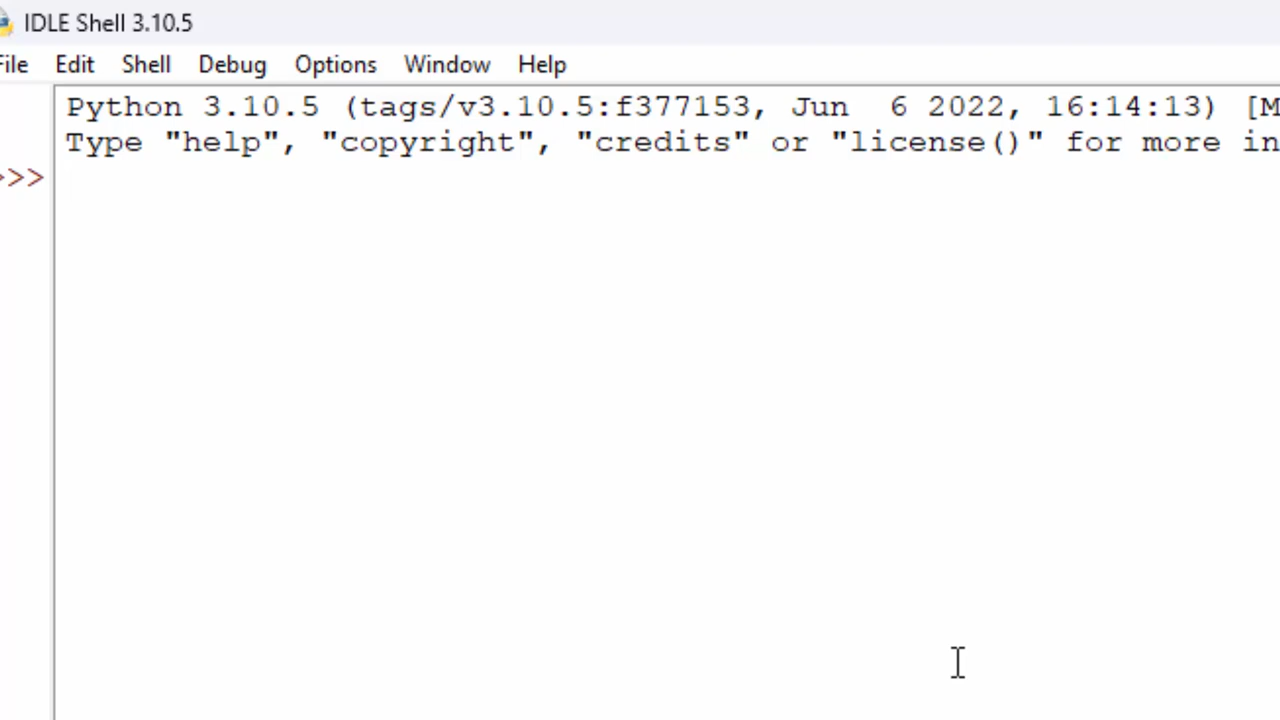 IDLE Shell 3.10.5
File Edit Shell Debug Options Window Help
Python 3.10.5 (tags/v3.10.5:f377153, Jun  6 2022, 16:14:13) [M
Type "help", "copyright", "credits" or "license()" for more in
>>>